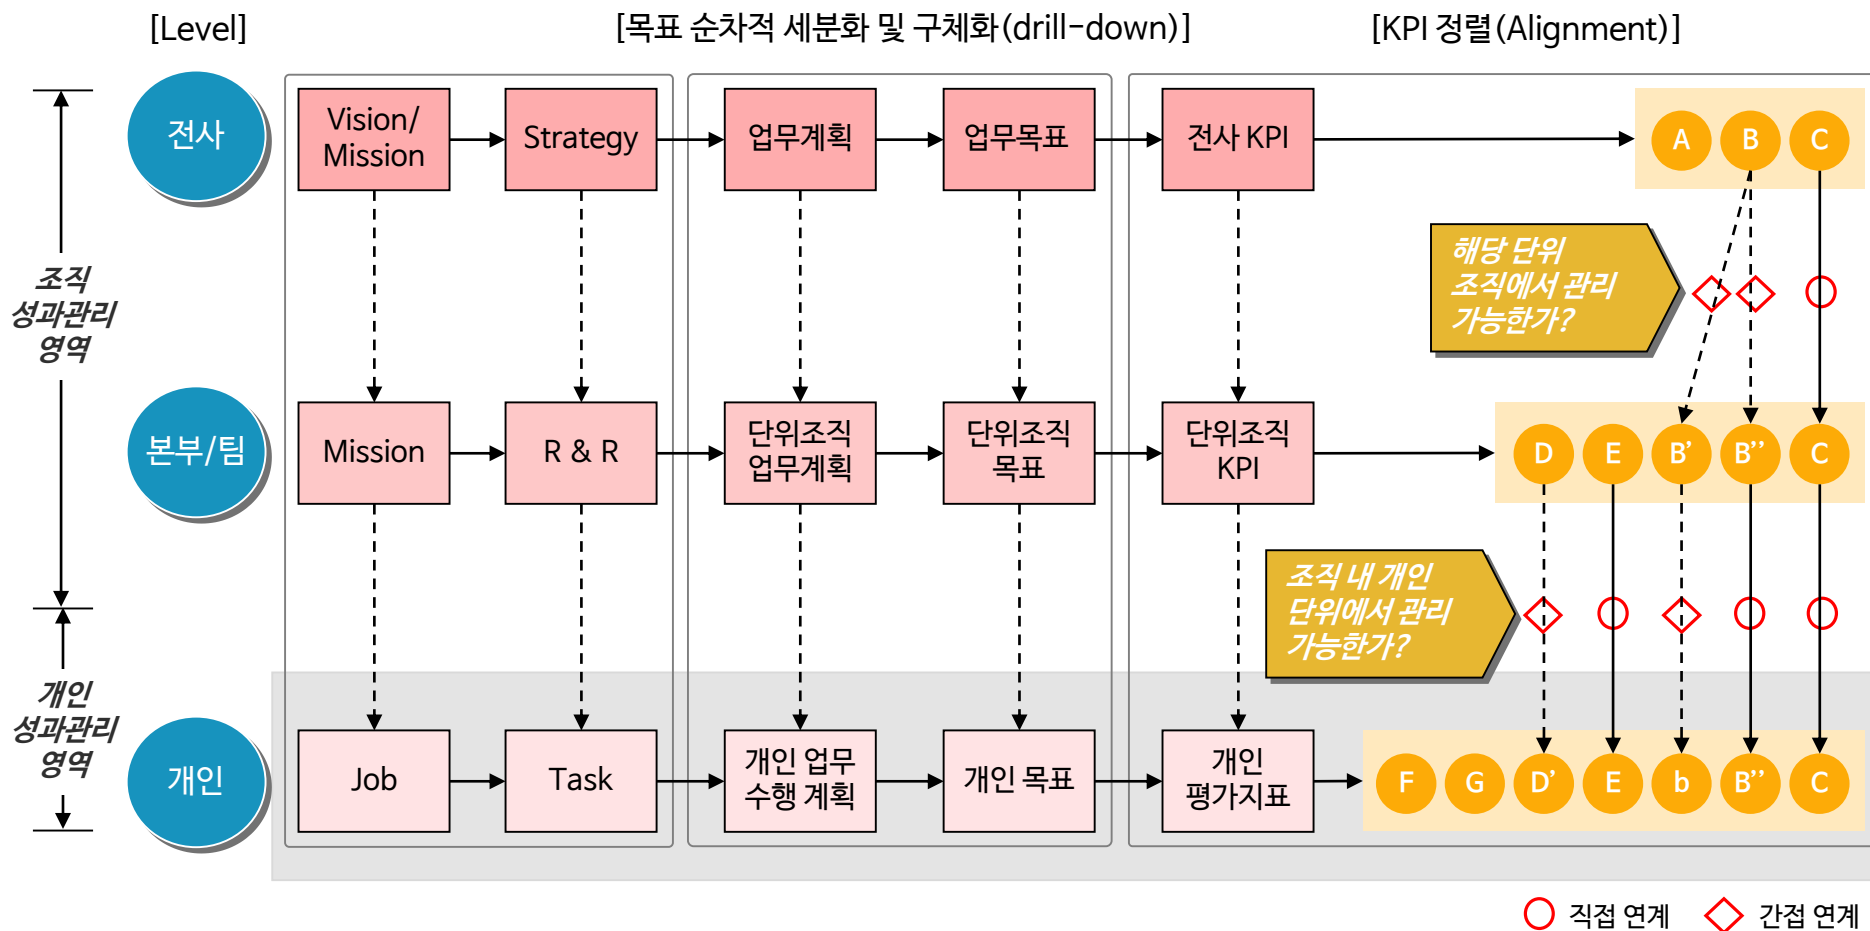 [Level]
[목표 순차적 세분화 및 구체화(drill-down)]
[KPI 정렬(Alignment)]
전사
Vision/
Mission
Strategy
업무계획
업무목표
전사 KPI
A
B
C
조직
성과관리
영역
해당 단위
조직에서 관리
가능한가?
본부/팀
Mission
R & R
단위조직
업무계획
단위조직
목표
단위조직
KPI
D
E
B'
B''
C
조직 내 개인
단위에서 관리
가능한가?
개인
성과관리
영역
개인
Job
Task
개인 업무
수행 계획
개인 목표
개인
평가지표
F
G
D'
E
b
B''
C
직접 연계
간접 연계